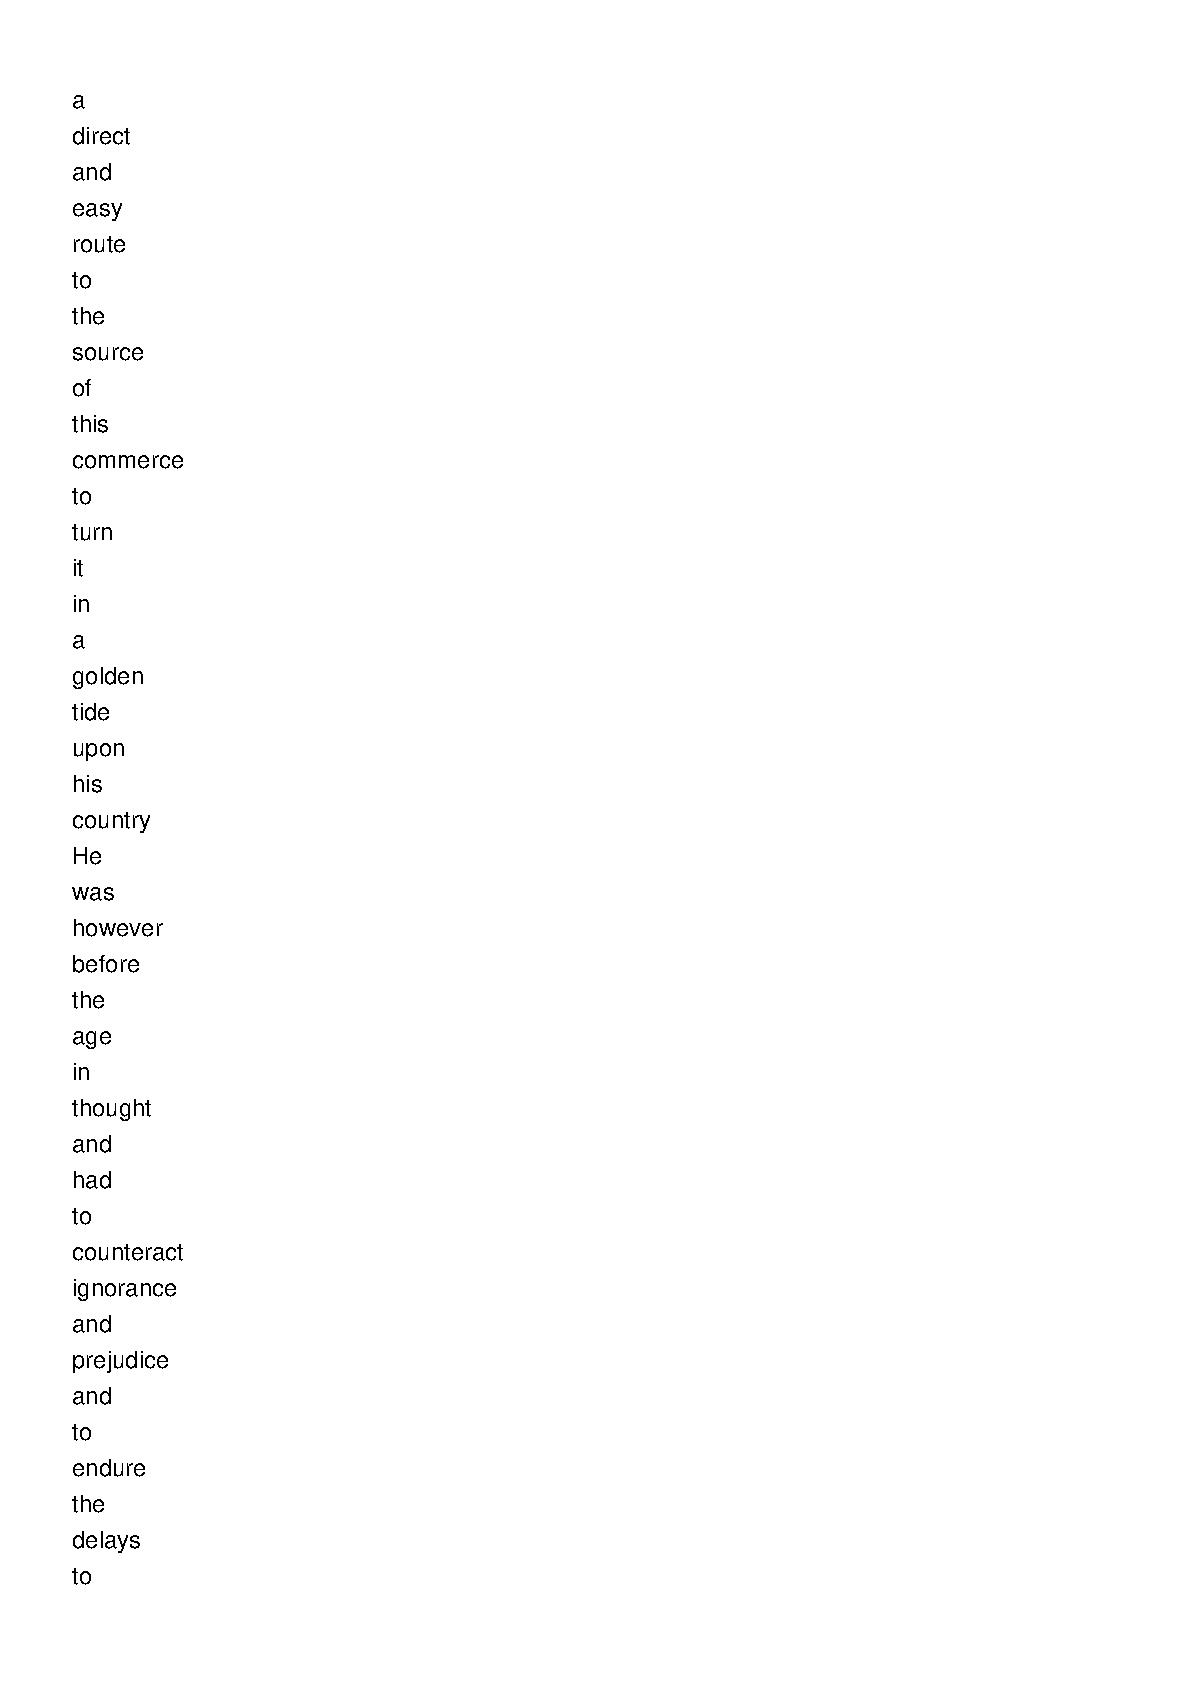 a
direct
and
easy
route
to
the
source
of
this
commerce
to
turn
it
in
a
golden
tide
upon
his
country
He
was
however
before
the
age
in
thought
and
had
to
counteract
ignorance
and
prejudice
and
to
endure
the
delays
to